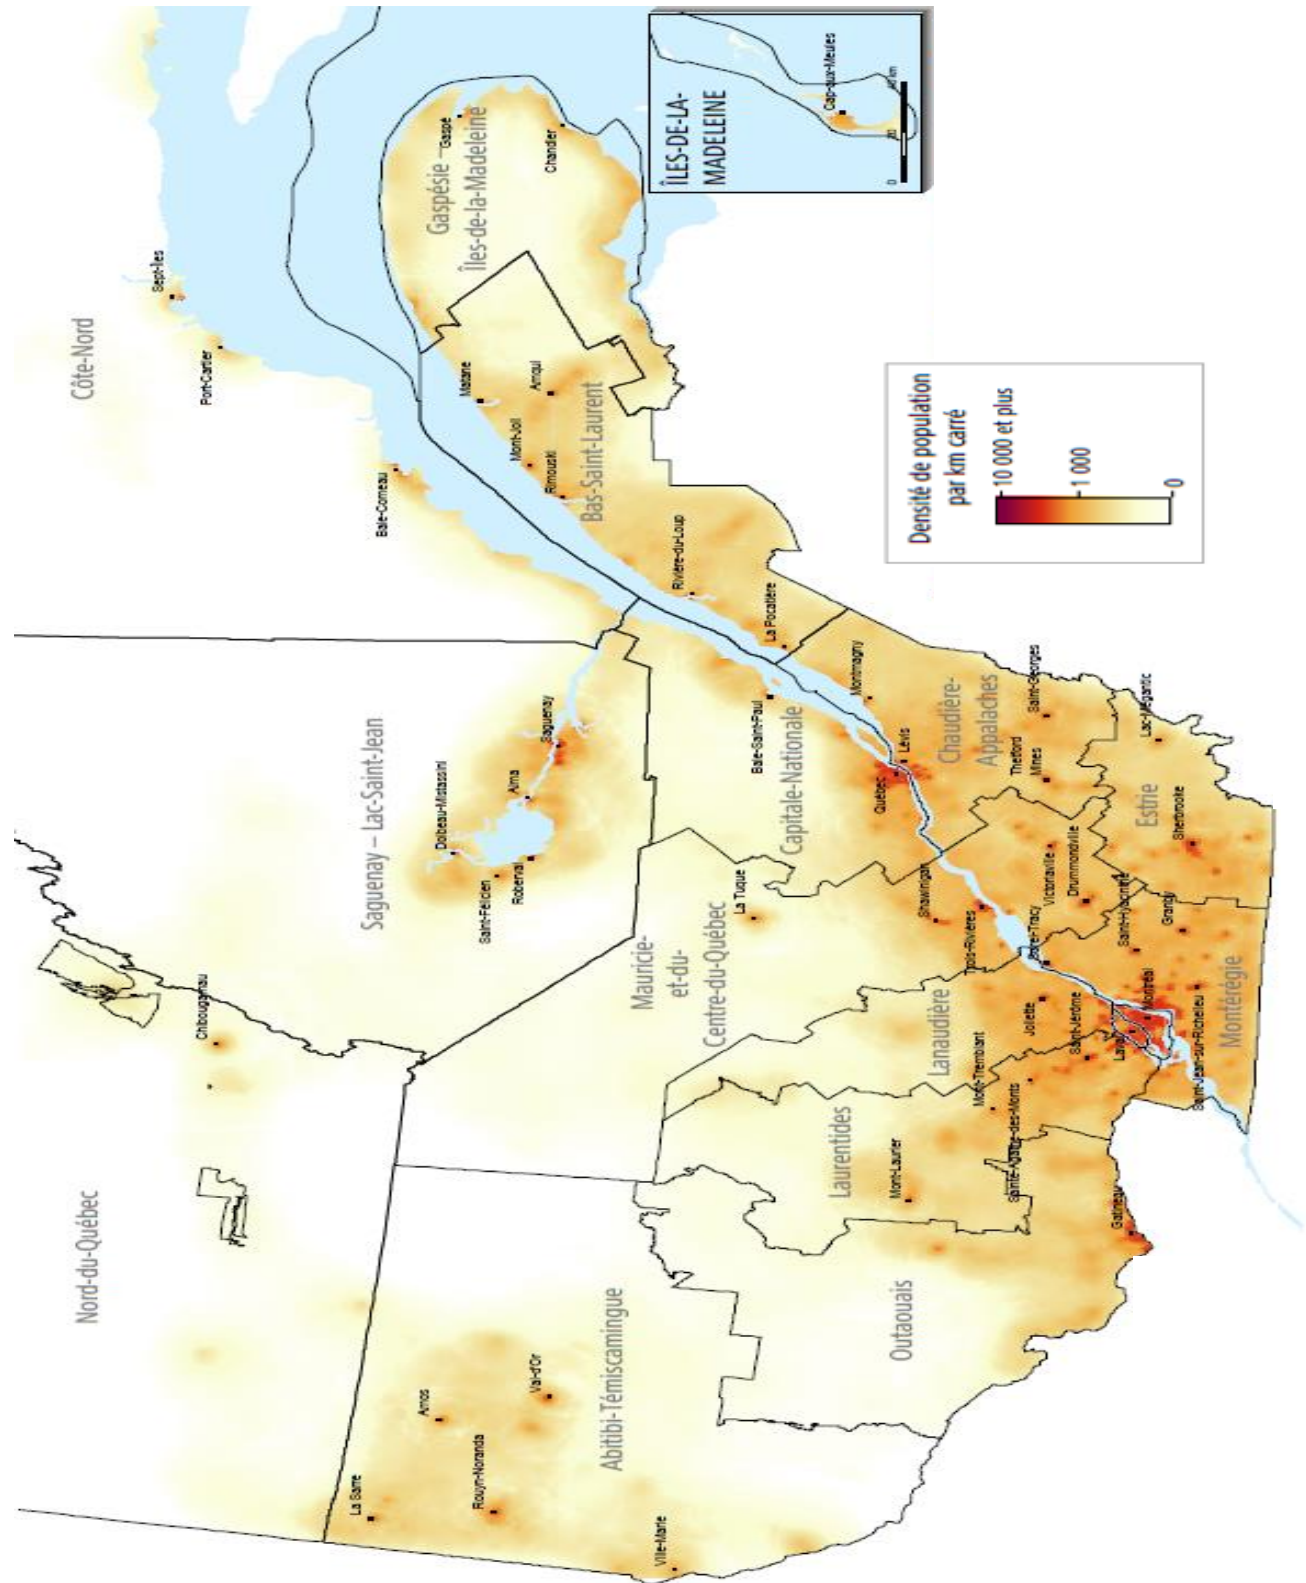 Nord-du-Québec
Côte-Nord
Chibougamau
Sept-Îles
Port-Cartier
Baie-Comeau
Saguenay – Lac-Saint-Jean
Dolbeau-Mistassini
Saint-Félicien
Roberval
Alma
Saguenay
Gaspésie –
Îles-de-la-Madeleine
Gaspé
Chandler
Matane
Amqui
Mont-Joli
Rimouski
Bas-Saint-Laurent
Rivière-du-Loup
La Pocatière
La Sarre
Amos
Rouyn-Noranda
Val-d'Or
Abitibi-Témiscamingue
Ville-Marie
Mauricie-
et-du-
Centre-du-Québec
La Tuque
Shawinigan
Trois-Rivières
Capitale-Nationale
Baie-Saint-Paul
Québec
Lévis
Montmagny
Chaudière-
Appalaches
Thetford
Mines
Saint-Georges
Lac-Mégantic
Estrie
Sherbrooke
Victoriaville
Drummondville
Saint-Hyacinthe
Granby
Sorel-Tracy
Outaouais
Gatineau
Laurentides
Mont-Laurier
Mont-Tremblant
Sainte-Agathe-des-Monts
Saint-Jérôme
Lanaudière
Joliette
Laval
Montréal
Saint-Jean-sur-Richelieu
Montérégie
ÎLES-DE-LA-
MADELEINE
Cap-aux-Meules
0
Densité de population
par km carré
10 000 et plus
1 000
0